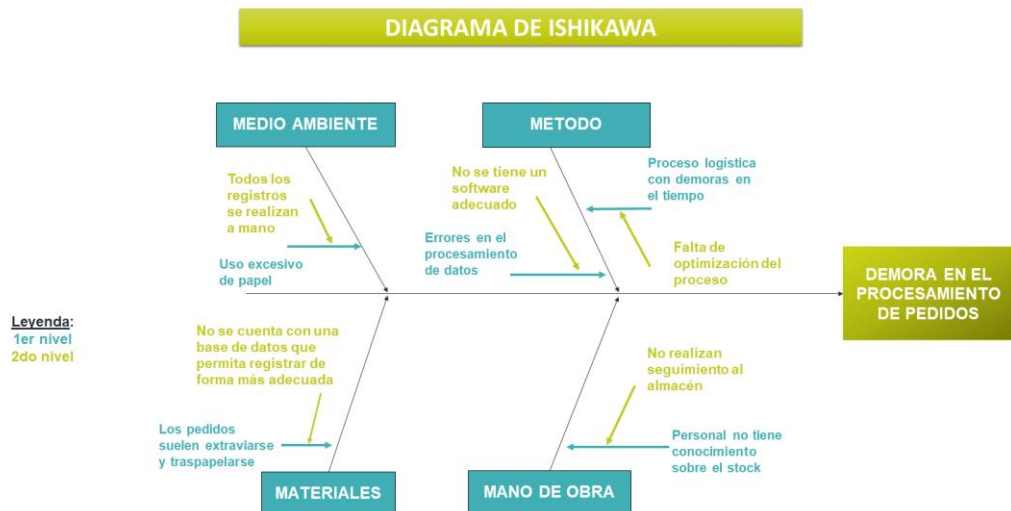 DIAGRAMA DE ISHIKAWA
MEDIO AMBIENTE
METODO
Todos los
registros
se realizan
a mano
Uso excesivo
de papel
No se tiene un
software
adecuado
Errores en el
procesamiento
de datos
Proceso logística
con demoras en
el tiempo
Falta de
optimización del
proceso
DEMORA EN EL
PROCESAMIENTO
DE PEDIDOS
Leyenda:
1er nivel
2do nivel
No se cuenta con una
base de datos que
permita registrar de
forma más adecuada
Los pedidos
suelen extraviarse
y traspapelarse
No realizan
seguimiento al
almacén
Personal no tiene
conocimiento
sobre el stock
MATERIALES
MANO DE OBRA